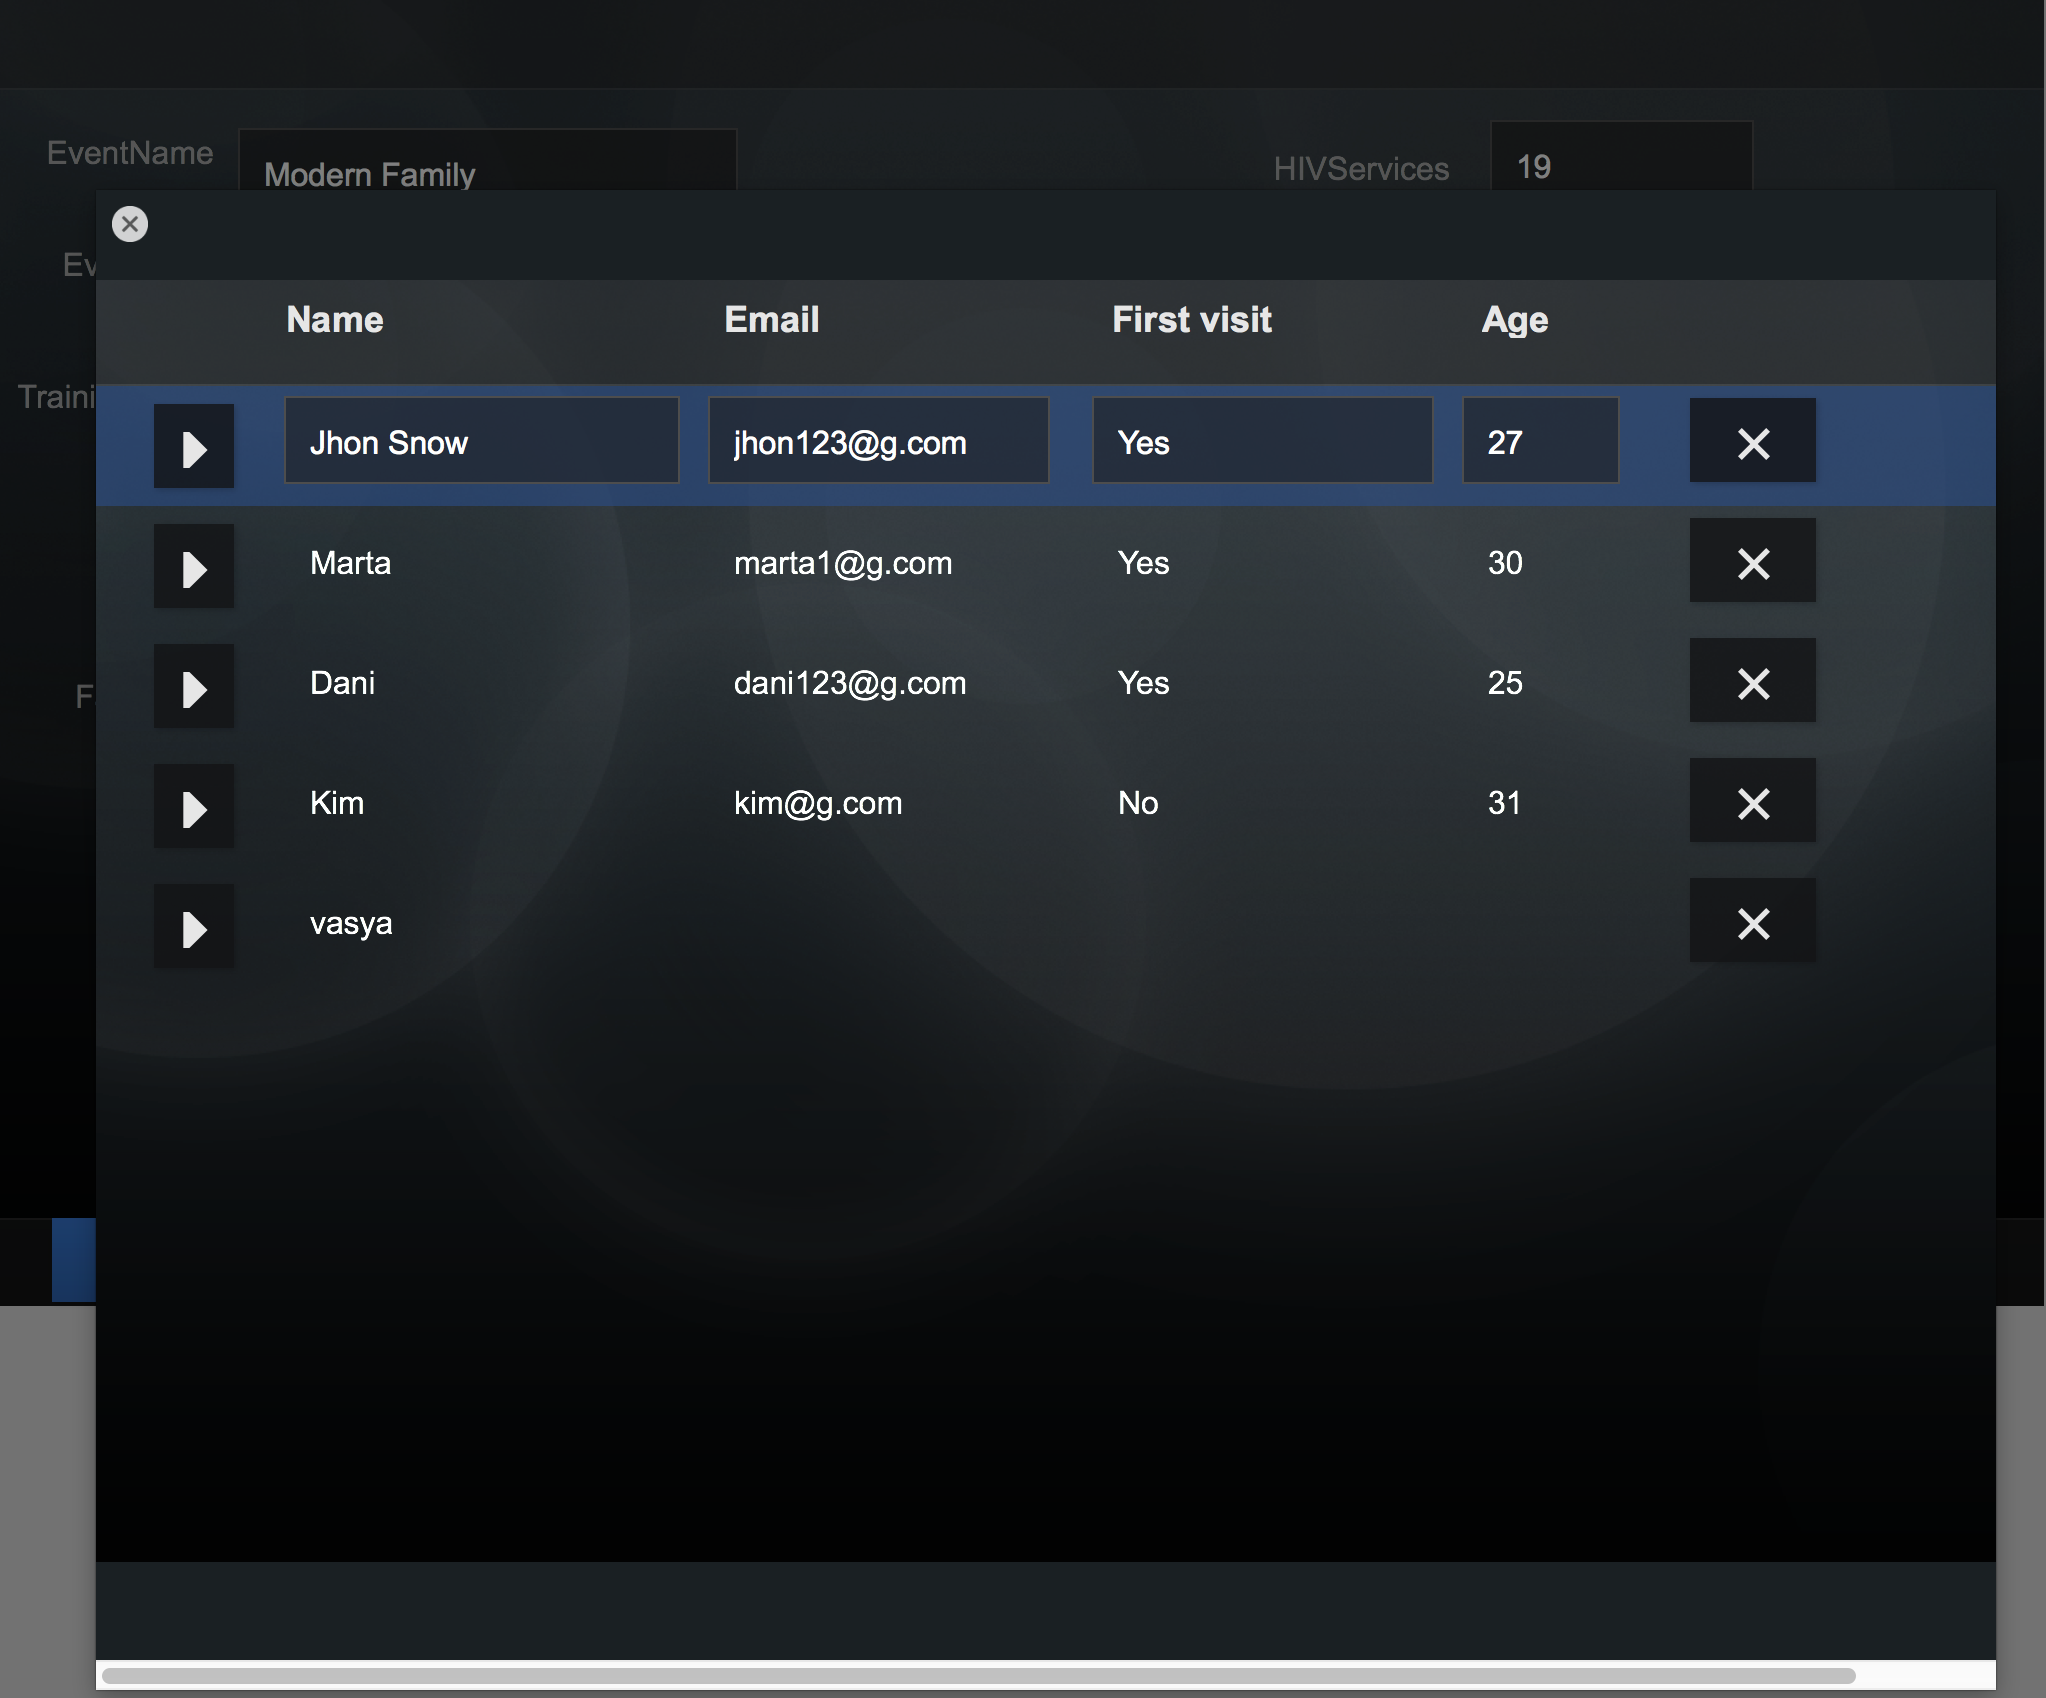 EventName Modern Family HIVServices 19
Ev
Name Email First visit Age
Traini
Jhon Snow jhon123@g.com Yes 27
Marta marta1@g.com Yes 30
Dani dani123@g.com Yes 25
F
Kim kim@g.com No 31
vasya